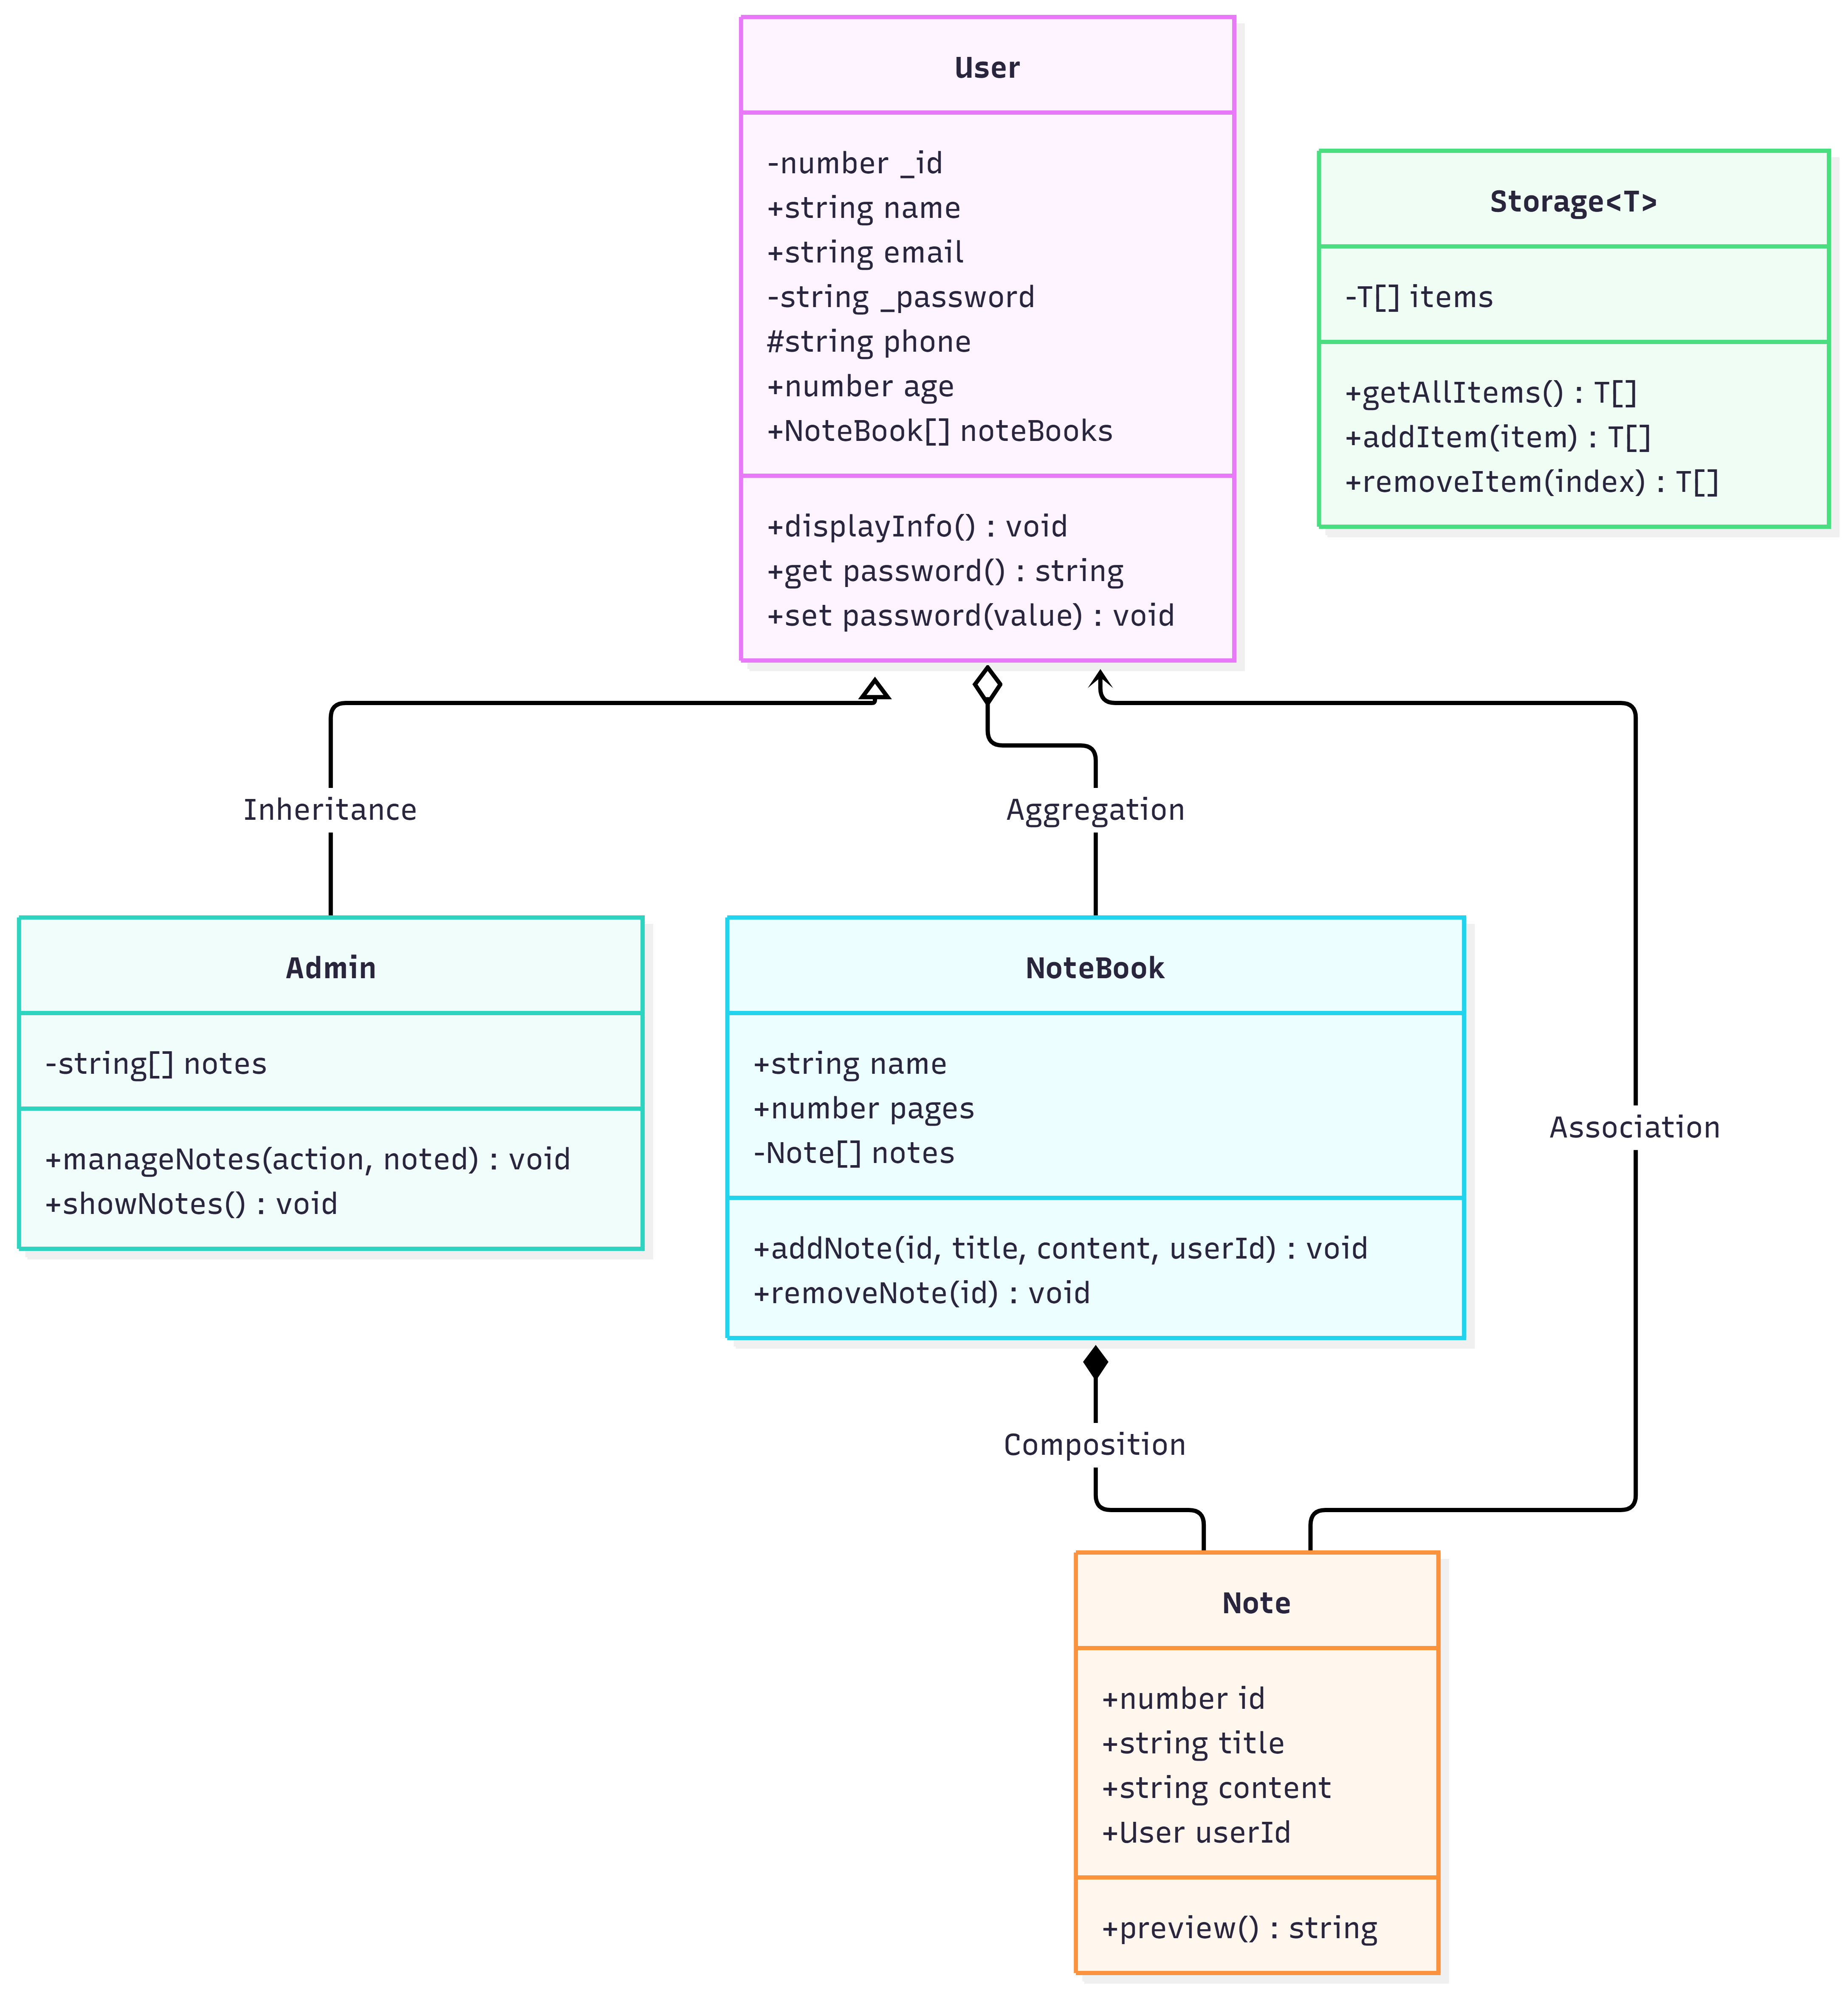 User
-number _id
+string name
+string email
-string _password
#string phone
+number age
+NoteBook[] noteBooks
+displayInfo() : void
+get password() : string
+set password(value) : void
Storage<T>
-T[] items
+getAllItems() : T[]
+addItem(item) : T[]
+removeItem(index) : T[]
Inheritance
Aggregation
Association
Admin
-string[] notes
+manageNotes(action, noted) : void
+showNotes() : void
NoteBook
+string name
+number pages
-Note[] notes
+addNote(id, title, content, userId) : void
+removeNote(id) : void
Composition
Note
+number id
+string title
+string content
+User userId
+preview() : string